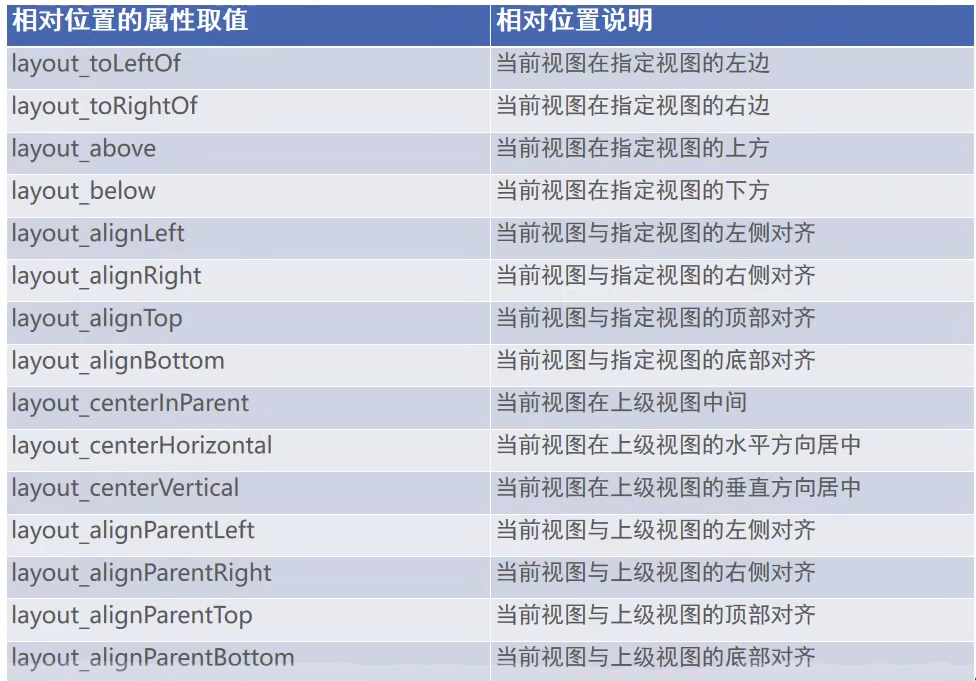 相对位置的属性取值 相对位置说明
layout_toLeftOf 当前视图在指定视图的左边
layout_toRightOf 当前视图在指定视图的右边
layout_above 当前视图在指定视图的上方
layout_below 当前视图在指定视图的下方
layout_alignLeft 当前视图与指定视图的左侧对齐
layout_alignRight 当前视图与指定视图的右侧对齐
layout_alignTop 当前视图与指定视图的顶部对齐
layout_alignBottom 当前视图与指定视图的底部对齐
layout_centerInParent 当前视图在上级视图中间
layout_centerHorizontal 当前视图在上级视图的水平方向居中
layout_centerVertical 当前视图在上级视图的垂直方向居中
layout_alignParentLeft 当前视图与上级视图的左侧对齐
layout_alignParentRight 当前视图与上级视图的右侧对齐
layout_alignParentTop 当前视图与上级视图的顶部对齐
layout_alignParentBottom 当前视图与上级视图的底部对齐